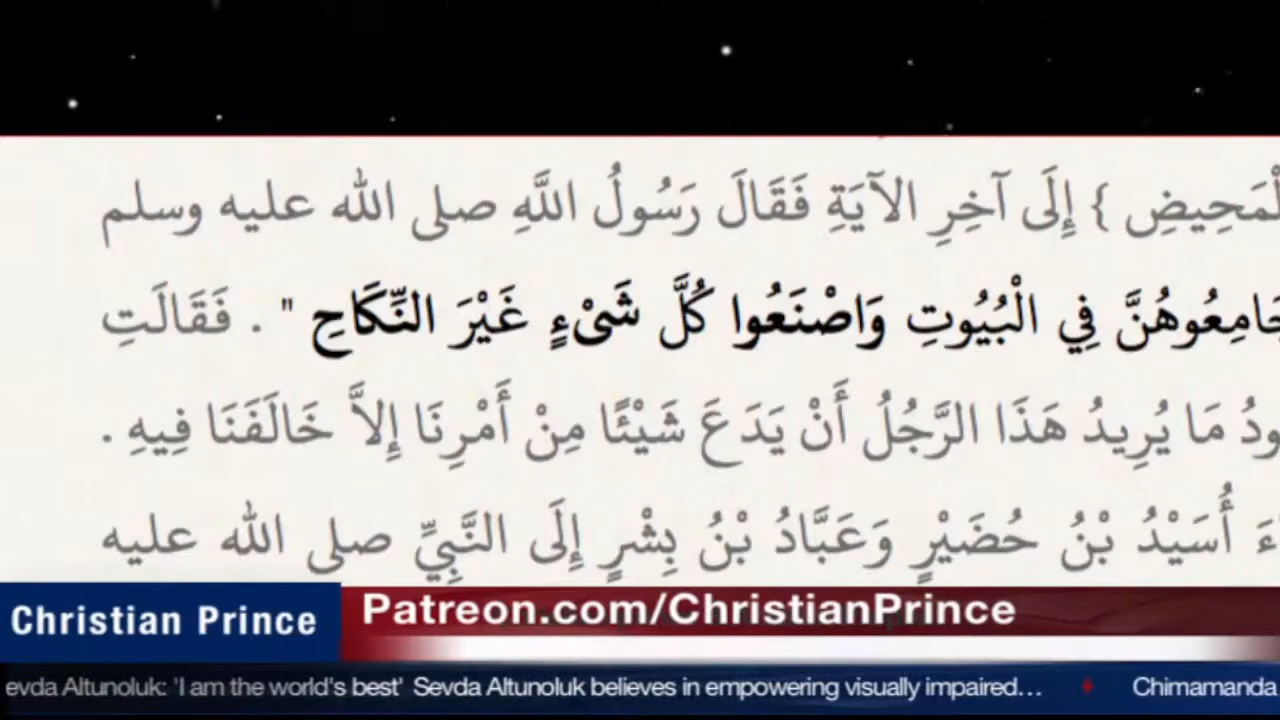 لْمَحِيضِ } إِلَى آخِرِ الآيَةِ فَقَالَ رَسُولُ اللَّهِ صلى الله عليه وسلم
جَامِعُوهُنَّ فِي الْبُيُوتِ وَاصْنَعُوا كُلَّ شَىْءٍ غَيْرَ النِّكَاحِ " . فَقَالَتِ
ودُ مَا يُرِيدُ هَذَا الرَّجُلُ أَنْ يَدَعَ شَيْئًا مِنْ أَمْرِنَا إِلاَّ خَالَفَنَا فِيهِ .
ءَ أُسَيْدُ بْنُ حُضَيْرٍ وَعَبَّادُ بْنُ بِشْرٍ إِلَى النَّبِيِّ صلى الله عليه
Christian Prince
Patreon.com/ChristianPrince
evda Altunoluk: 'I am the world's best' Sevda Altunoluk believes in empowering visually impaired... Chimamanda